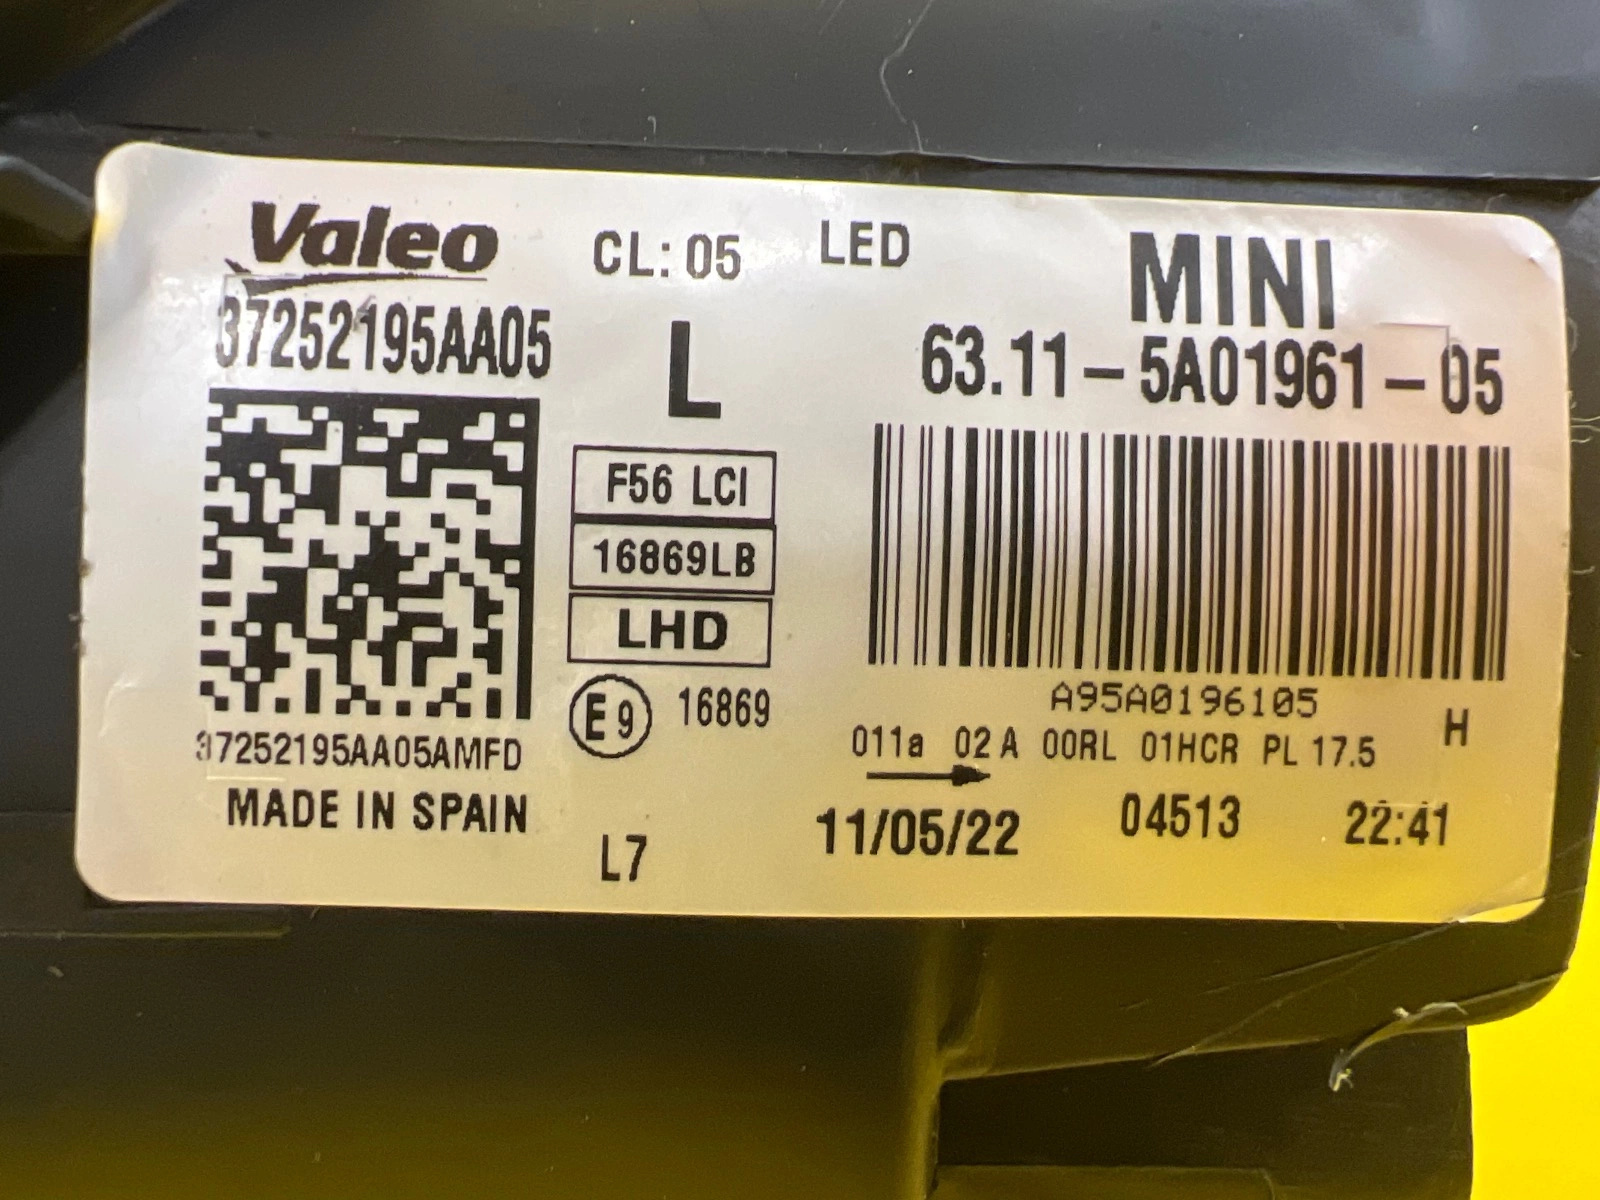 Valeo
CL: 05
LED
MINI
37252195AA05
L
63.11-5A01961-05
F56 LCI
16869LB
LHD
E9 16869
37252195AA05AMFD
MADE IN SPAIN
L7
A95A0196105
H
011a 02A 00RL 01HCR PL 17.5
11/05/22 04513 22:41